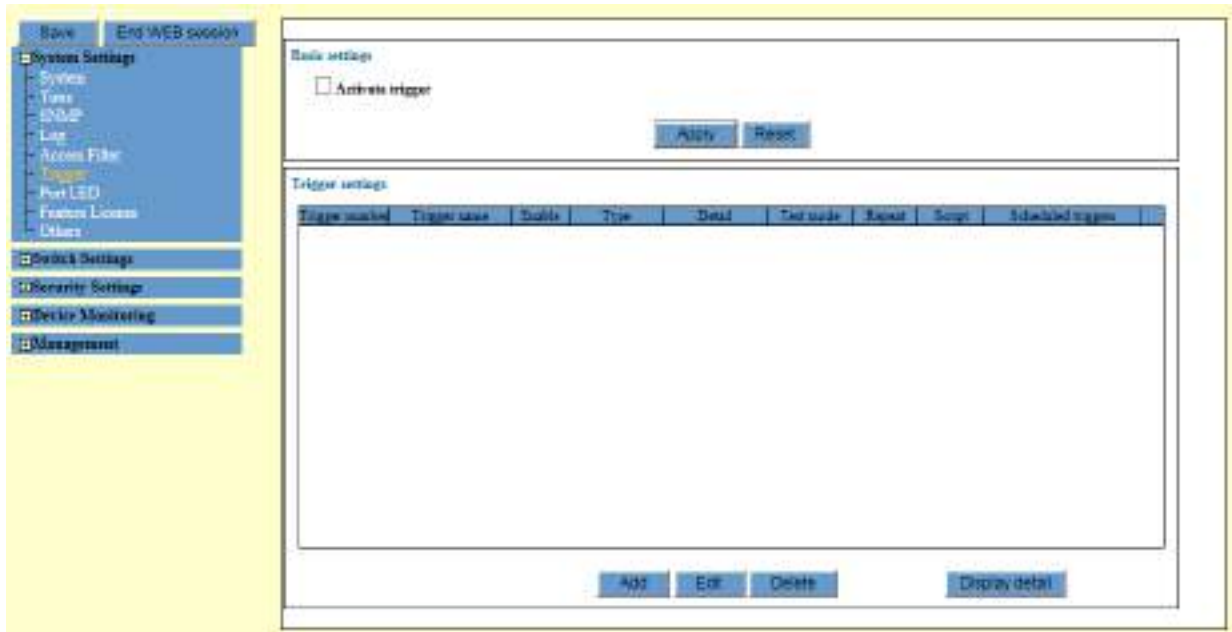 Save End WEB session
System Settings
System
Time
SNMP
Log
Access Filter
Trigger
Port LED
Feature License
Others
Switch Settings
Security Settings
Device Monitoring
Management
Basic settings
Activate trigger
Apply Reset
Trigger settings
Trigger number Trigger name Enable Type Detail Test mode Repeat Script Scheduled triggers
Add Edit Delete Display detail